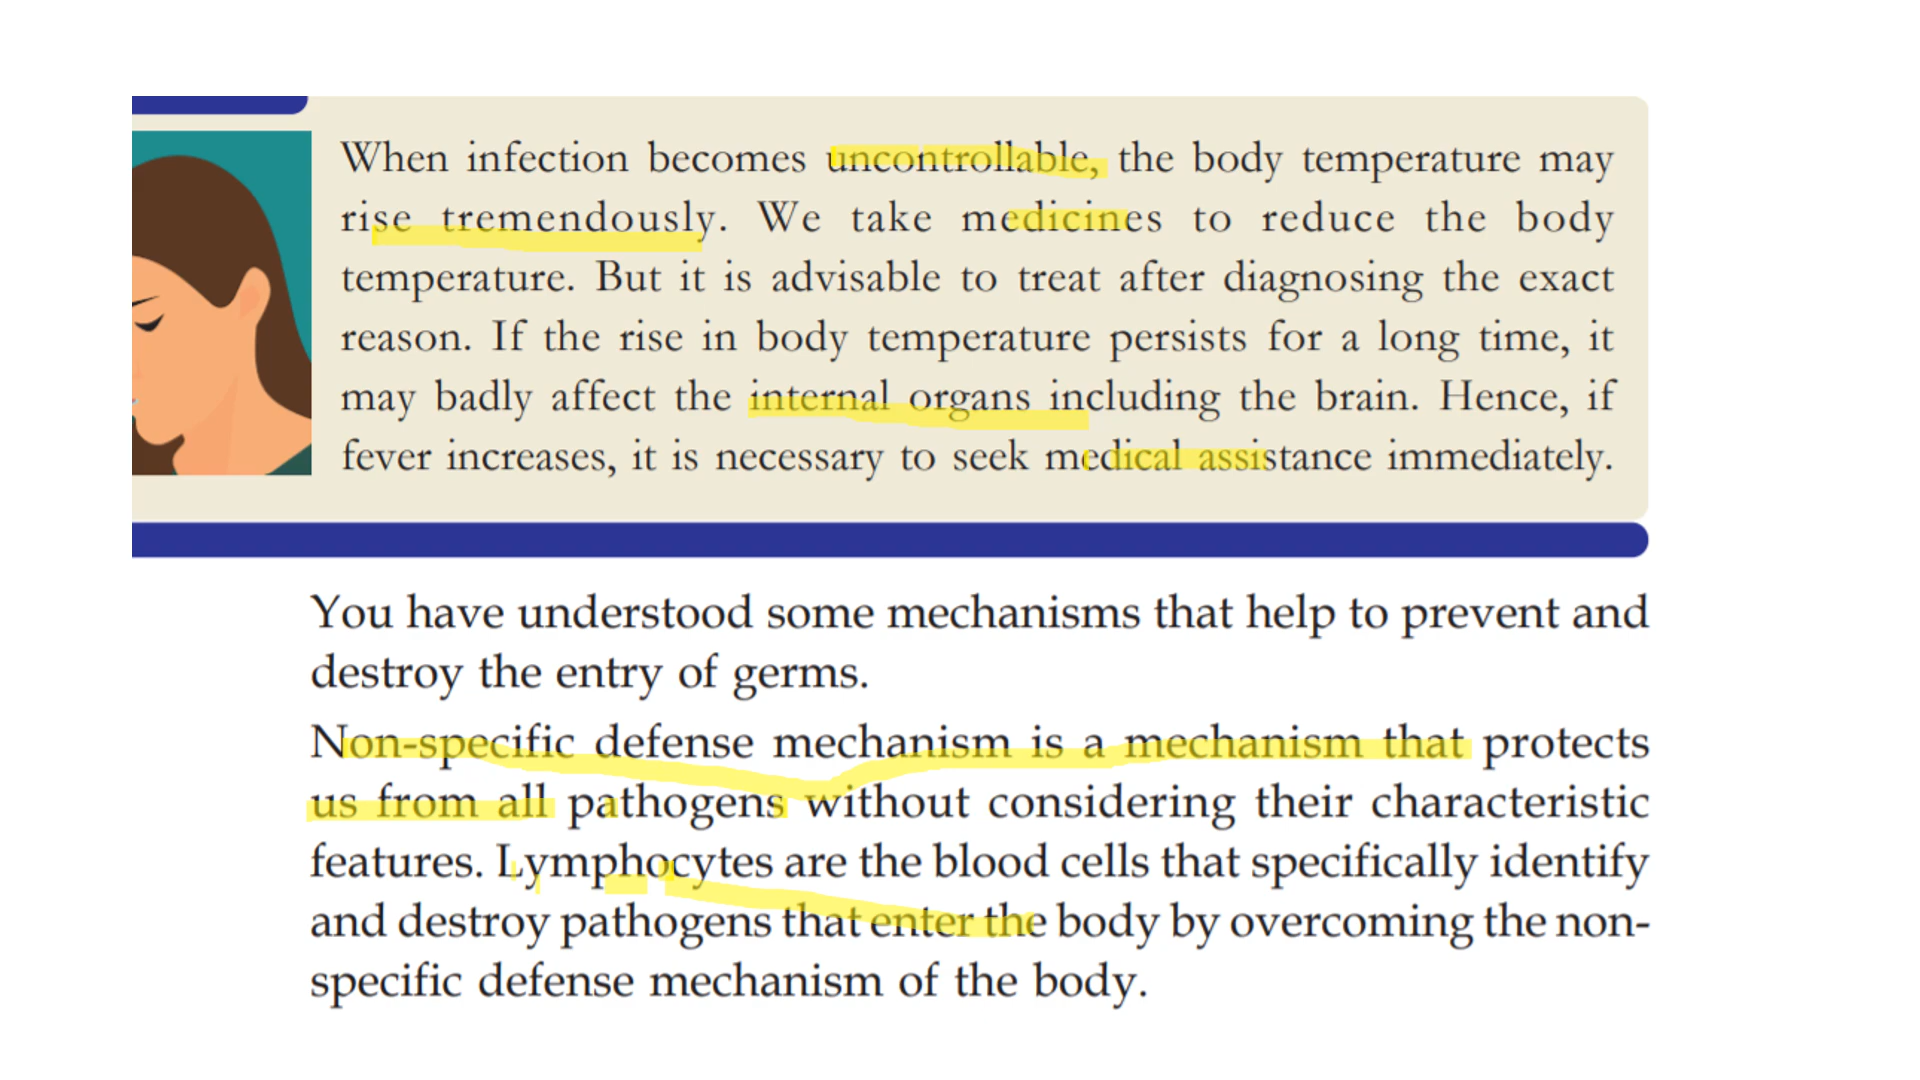 When infection becomes uncontrollable, the body temperature may
rise tremendously. We take medicines to reduce the body
temperature. But it is advisable to treat after diagnosing the exact
reason. If the rise in body temperature persists for a long time, it
may badly affect the internal organs including the brain. Hence, if
fever increases, it is necessary to seek medical assistance immediately.
You have understood some mechanisms that help to prevent and
destroy the entry of germs.
Non-specific defense mechanism is a mechanism that protects
us from all pathogens without considering their characteristic
features. Lymphocytes are the blood cells that specifically identify
and destroy pathogens that enter the body by overcoming the non-
specific defense mechanism of the body.